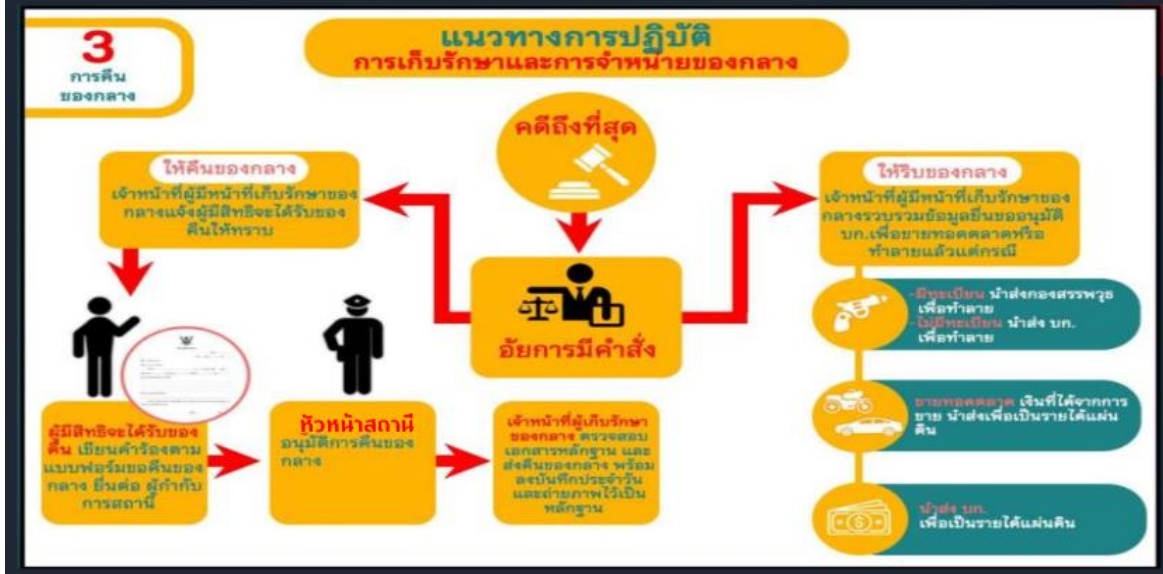 3
การคืน
ของกลาง
แนวทางการปฏิบัติ
การเก็บรักษาและการจำหน่ายของกลาง
คดีถึงที่สุด
ให้คืนของกลาง
เจ้าหน้าที่ผู้มีหน้าที่เก็บรักษาของ
กลางแจ้งผู้มีสิทธิจะได้รับของ
คืนให้ทราบ
ให้ริบของกลาง
เจ้าหน้าที่ผู้มีหน้าที่เก็บรักษาของ
กลางรวบรวมข้อมูลยื่นขออนุมัติ
บก.เพื่อขายทอดตลาดหรือ
ทำลายแล้วแต่กรณี
อัยการมีคำสั่ง
-มีทะเบียน นำส่งกองสรรพวุธ
เพื่อทำลาย
-ไม่มีทะเบียน นำส่ง บก.
เพื่อทำลาย
ขายทอดตลาด เงินที่ได้จากการ
ขาย นำส่งเพื่อเป็นรายได้แผ่น
ดิน
นำส่ง บก.
เพื่อเป็นรายได้แผ่นดิน
ผู้มีสิทธิจะได้รับของ
คืน เขียนคำร้องตาม
แบบฟอร์มขอคืนของ
กลาง ยื่นต่อ ผู้กำกับ
การสถานี้
หัวหน้าสถานี
อนุมัติการคืนของ
กลาง
เจ้าหน้าที่ผู้เก็บรักษา
ของกลาง ตรวจสอบ
เอกสารหลักฐาน และ
ส่งคืนของกลาง พร้อม
ลงบันทึกประจำวัน
และถ่ายภาพไว้เป็น
หลักฐาน